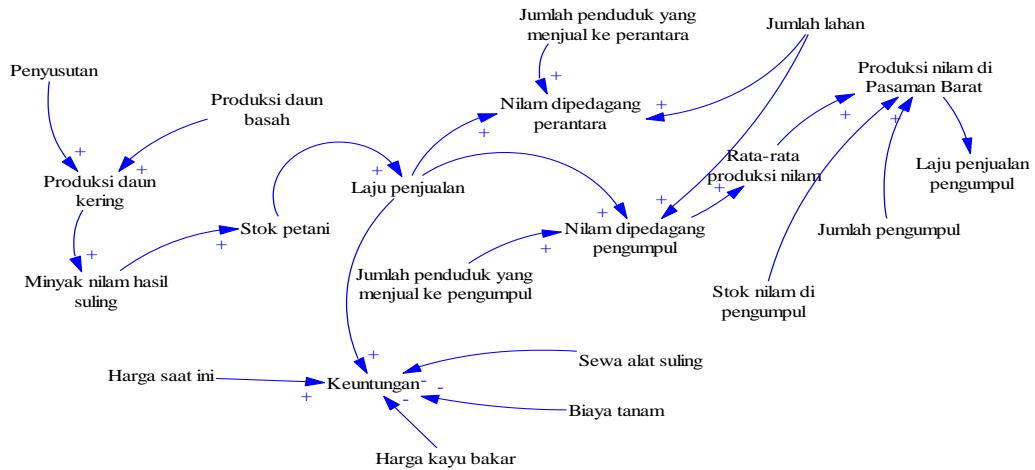 Jumlah penduduk yang
menjual ke perantara
Jumlah lahan
Penyusutan
Produksi nilam di
Pasaman Barat
Produksi daun
basah
+
Nilam dipedagang
perantara
+
+
+
+
+
+
Produksi daun
kering
+
Laju penjualan
Rata-rata
produksi nilam
Laju penjualan
pengumpul
+
+
+
Stok petani
Nilam dipedagang
pengumpul
Jumlah pengumpul
+
+
+
Minyak nilam hasil
suling
Jumlah penduduk yang
menjual ke pengumpul
Stok nilam di
pengumpul
+
Sewa alat suling
Harga saat ini
Keuntungan
-
-
+
-
Biaya tanam
Harga kayu bakar